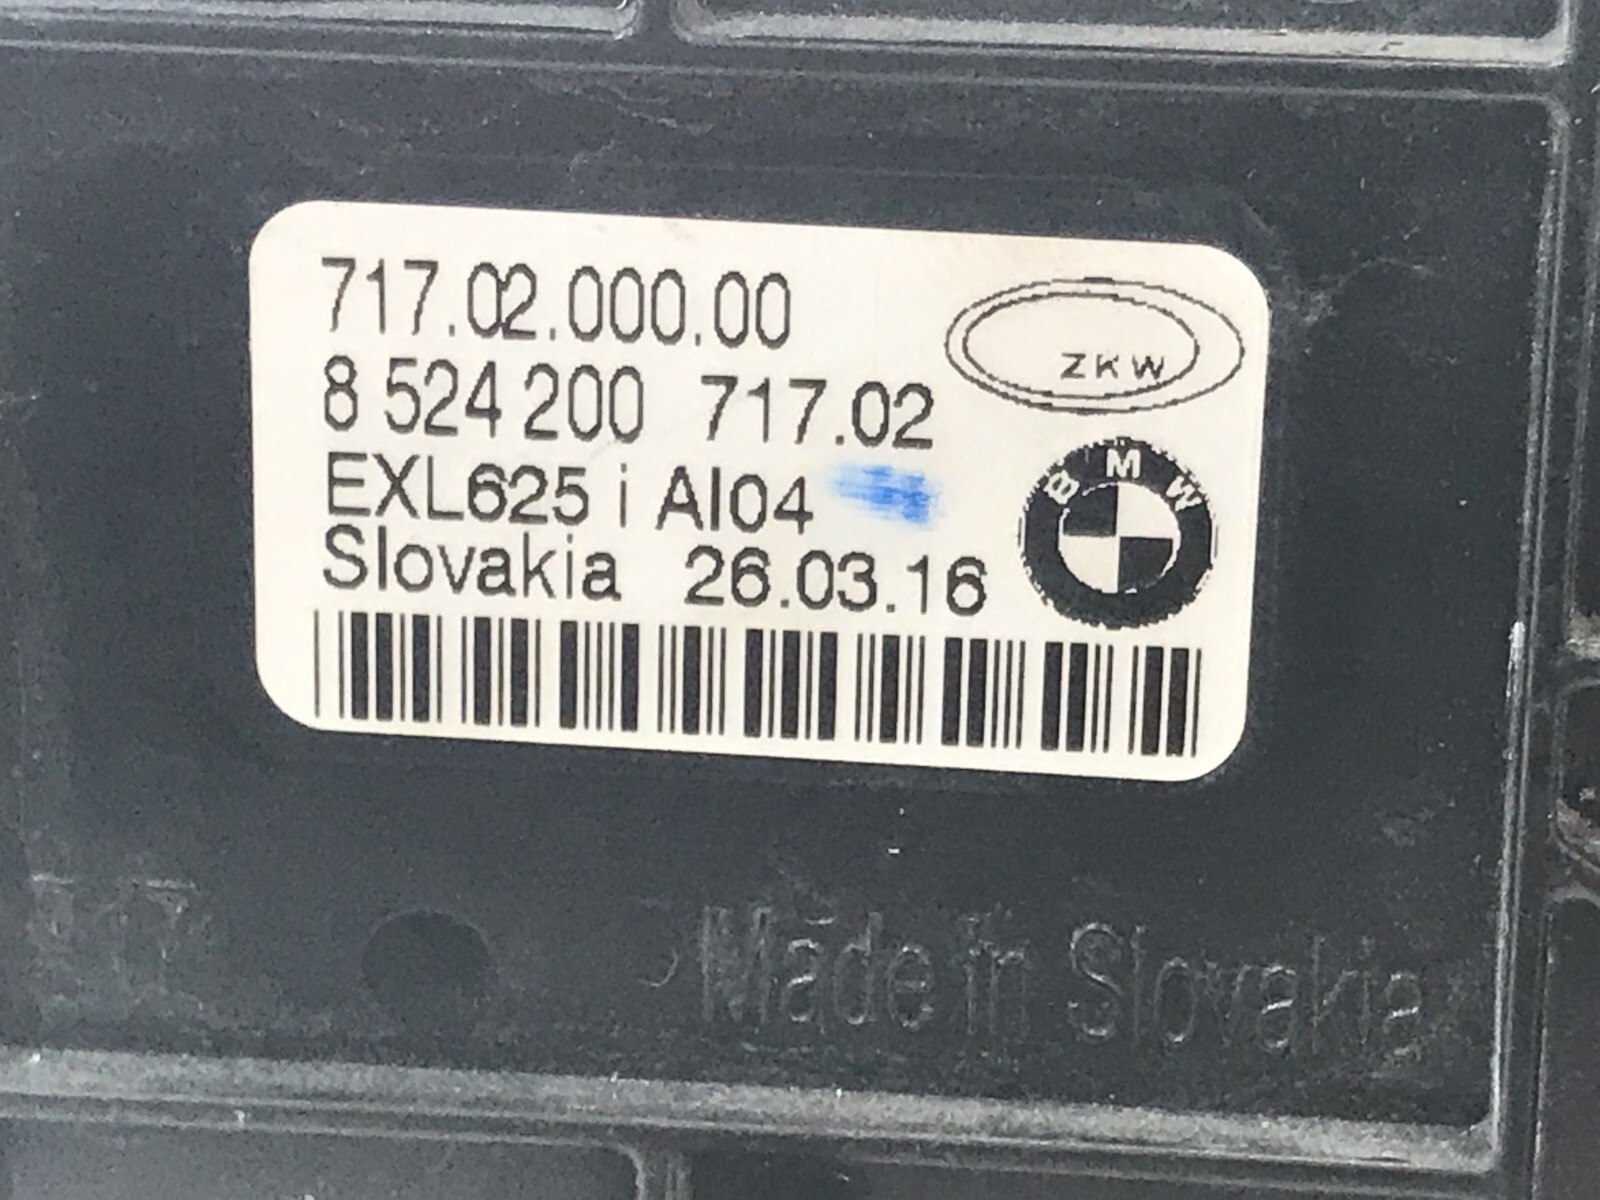 717.02.000.00
ZKW
8 524 200 717.02
BMW
EXL625 i AI04
Slovakia 26.03.16
Made in Slovakia